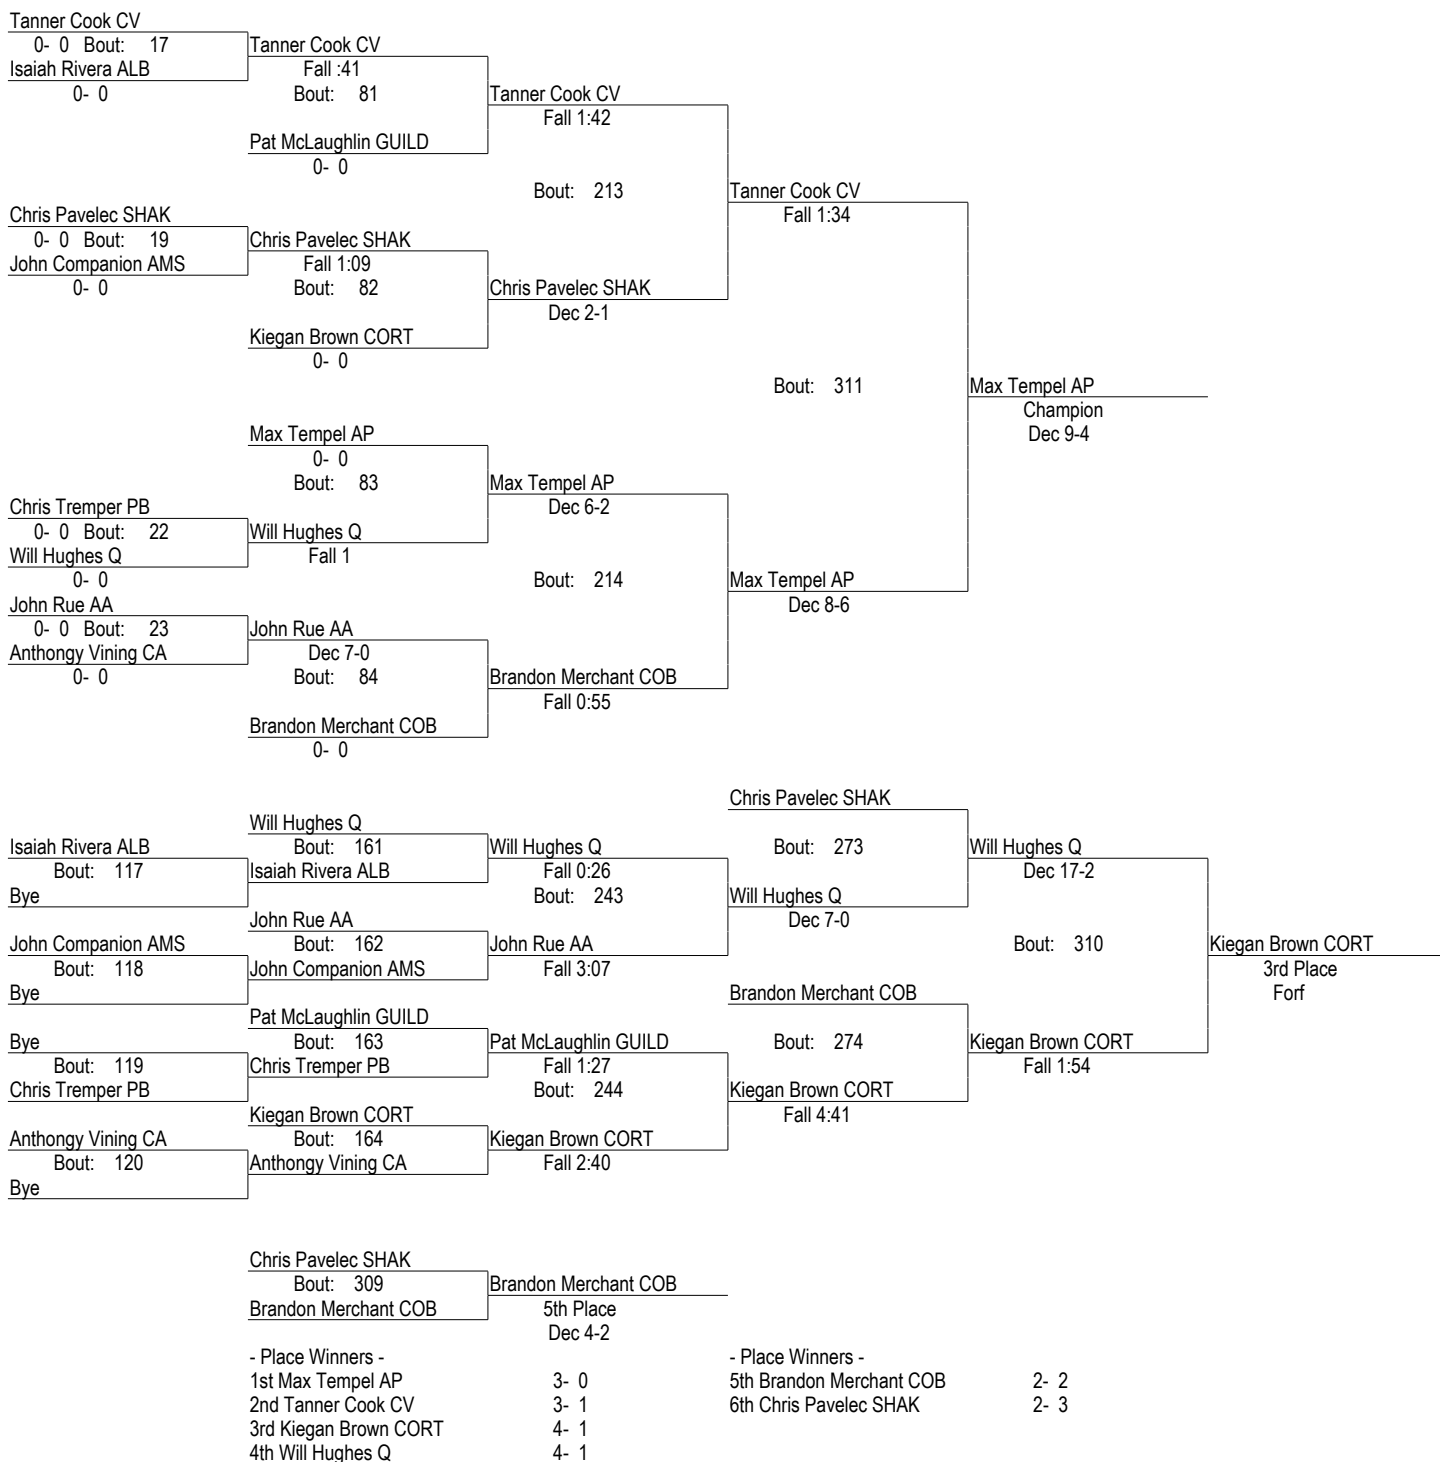 Tanner Cook CV
0- 0 Bout: 17 Tanner Cook CV
Isaiah Rivera ALB Fall :41
0- 0 Bout: 81 Tanner Cook CV
Fall 1:42
Pat McLaughlin GUILD
0- 0
Bout: 213 Tanner Cook CV
Chris Pavelec SHAK Fall 1:34
0- 0 Bout: 19 Chris Pavelec SHAK
John Companion AMS Fall 1:09
0- 0 Bout: 82 Chris Pavelec SHAK
Dec 2-1
Kiegan Brown CORT
0- 0
Bout: 311 Max Tempel AP
Champion
Max Tempel AP Dec 9-4
0- 0
Bout: 83 Max Tempel AP
Chris Tremper PB Dec 6-2
0- 0 Bout: 22 Will Hughes Q
Will Hughes Q Fall 1
0- 0 Bout: 214 Max Tempel AP
John Rue AA Dec 8-6
0- 0 Bout: 23 John Rue AA
Anthongy Vining CA Dec 7-0
0- 0 Bout: 84 Brandon Merchant COB
Fall 0:55
Brandon Merchant COB
0- 0
Chris Pavelec SHAK
Will Hughes Q
Isaiah Rivera ALB Bout: 161 Will Hughes Q Bout: 273 Will Hughes Q
Bout: 117 Isaiah Rivera ALB Fall 0:26 Dec 17-2
Bye Bout: 243 Will Hughes Q
John Rue AA Dec 7-0
John Companion AMS Bout: 162 John Rue AA Bout: 310 Kiegan Brown CORT
Bout: 118 John Companion AMS Fall 3:07 3rd Place
Bye Brandon Merchant COB Forf
Pat McLaughlin GUILD
Bye Bout: 163 Pat McLaughlin GUILD Bout: 274 Kiegan Brown CORT
Bout: 119 Chris Tremper PB Fall 1:27 Fall 1:54
Chris Tremper PB Bout: 244 Kiegan Brown CORT
Kiegan Brown CORT Fall 4:41
Anthongy Vining CA Bout: 164 Kiegan Brown CORT
Bout: 120 Anthongy Vining CA Fall 2:40
Bye
Chris Pavelec SHAK
Bout: 309 Brandon Merchant COB
Brandon Merchant COB 5th Place
Dec 4-2
- Place Winners - - Place Winners -
1st Max Tempel AP 3- 0 5th Brandon Merchant COB 2- 2
2nd Tanner Cook CV 3- 1 6th Chris Pavelec SHAK 2- 3
3rd Kiegan Brown CORT 4- 1
4th Will Hughes Q 4- 1